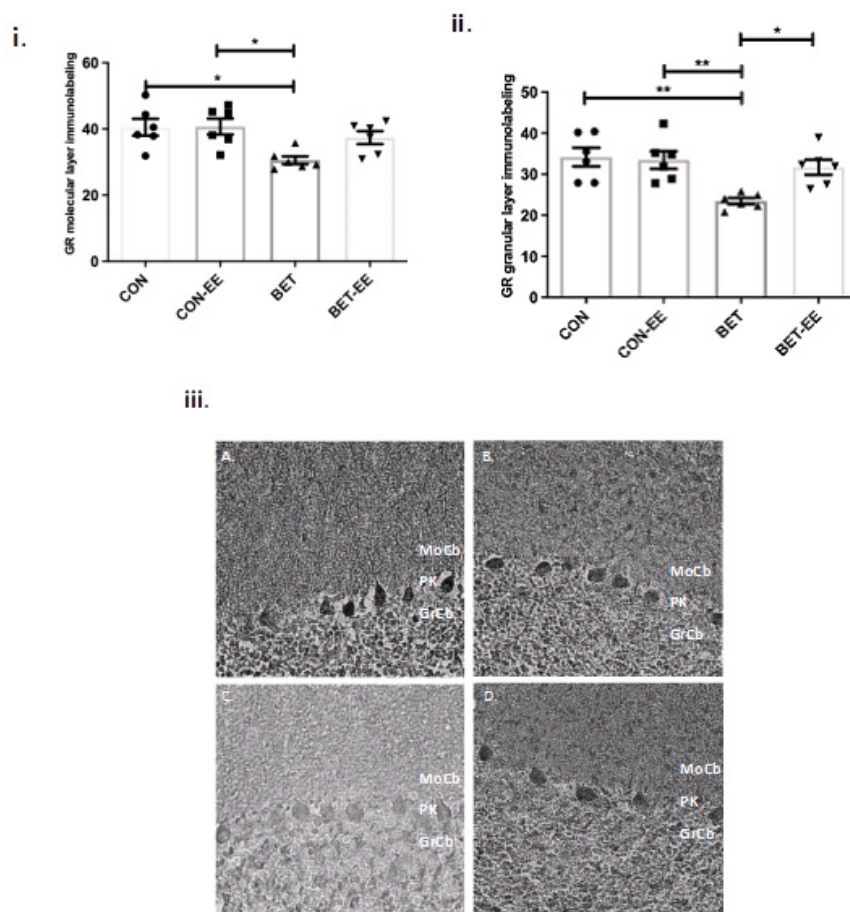 i.
*
*
60
40
20
0
GR molecular layer immunolabeling
CON
CON-EE
BET
BET-EE
ii.
*
**
**
50
40
30
20
10
0
GR granular layer immunolabeling
CON
CON-EE
BET
BET-EE
iii.
A.
MoCb
PK
GrCb
B.
MoCb
PK
GrCb
C.
MoCb
PK
GrCb
D.
MoCb
PK
GrCb